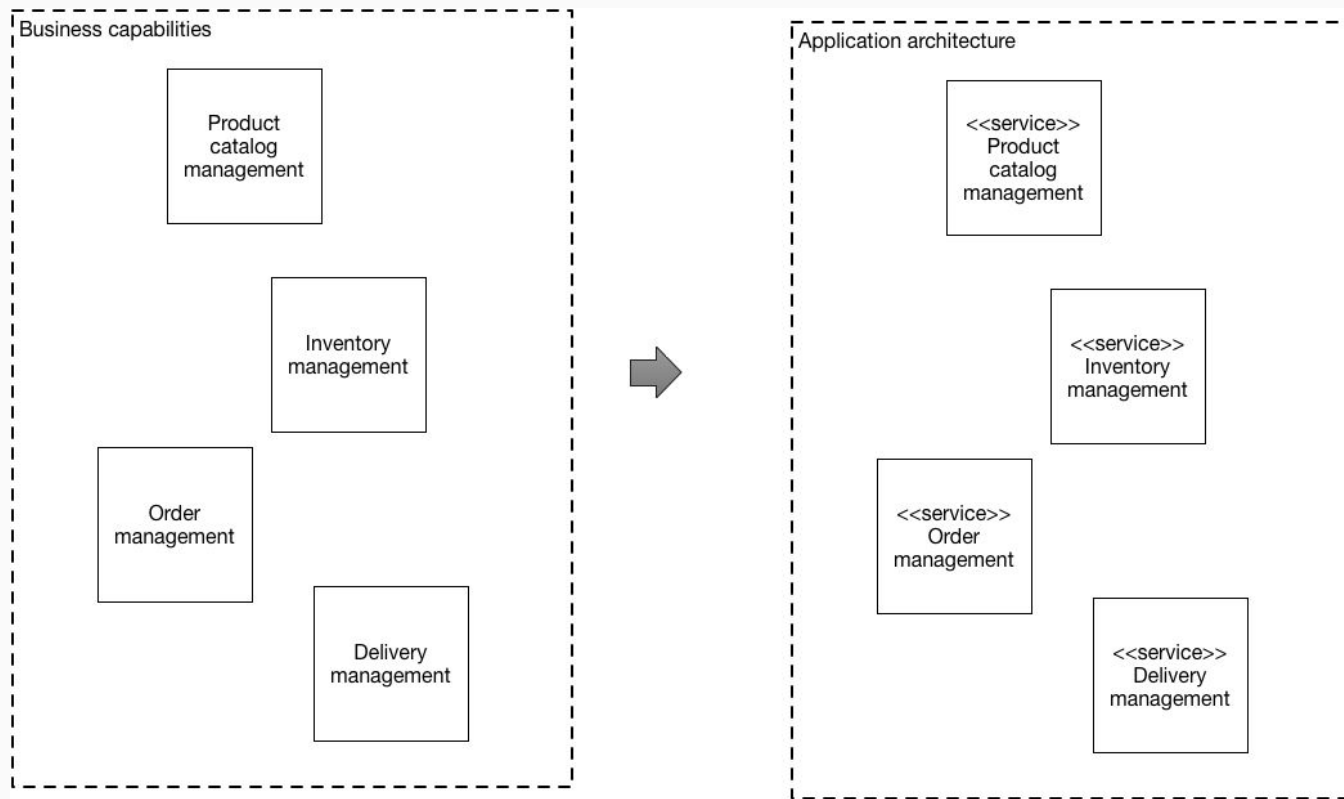 Business capabilities
Product
catalog
management
Inventory
management
Order
management
Delivery
management
Application architecture
<<service>>
Product
catalog
management
<<service>>
Inventory
management
<<service>>
Order
management
<<service>>
Delivery
management